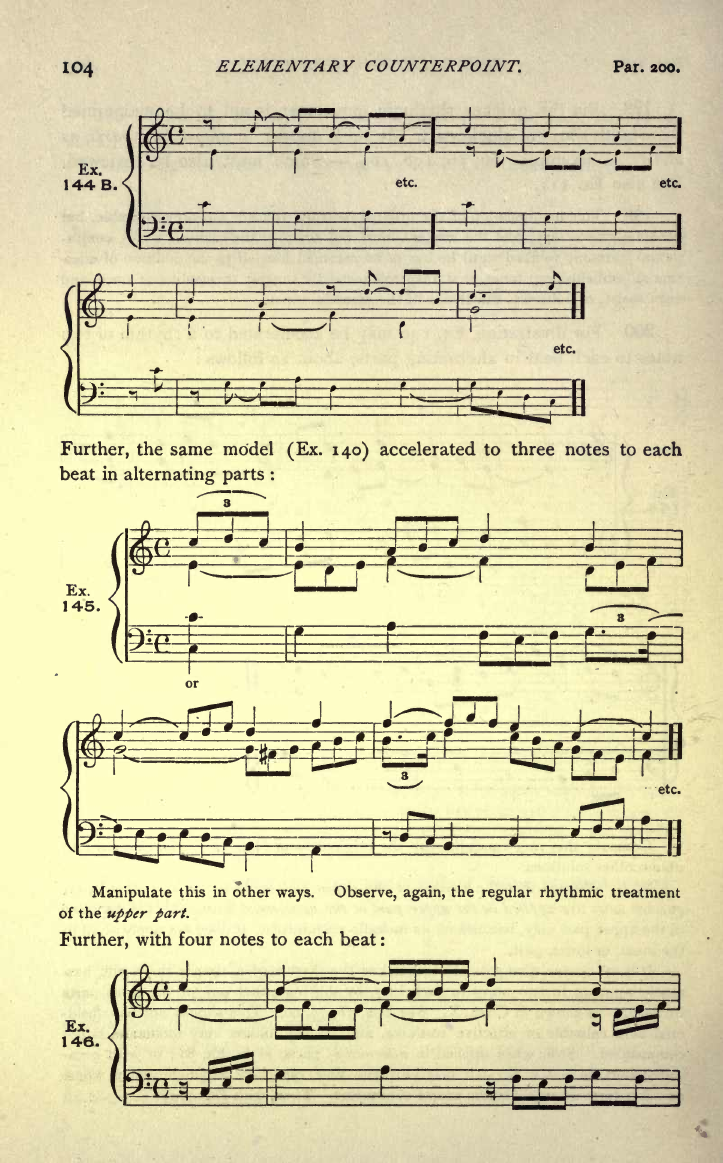 104 ELEMENTARY COUNTERPOINT. Par. 200.
Ex.
144 B.
etc. etc.
etc.
Further, the same model (Ex. 140) accelerated to three notes to each
beat in alternating parts :
3
Ex.
145.
3
or
3
etc.
Manipulate this in other ways. Observe, again, the regular rhythmic treatment
of the upper part.
Further, with four notes to each beat :
Ex.
146.